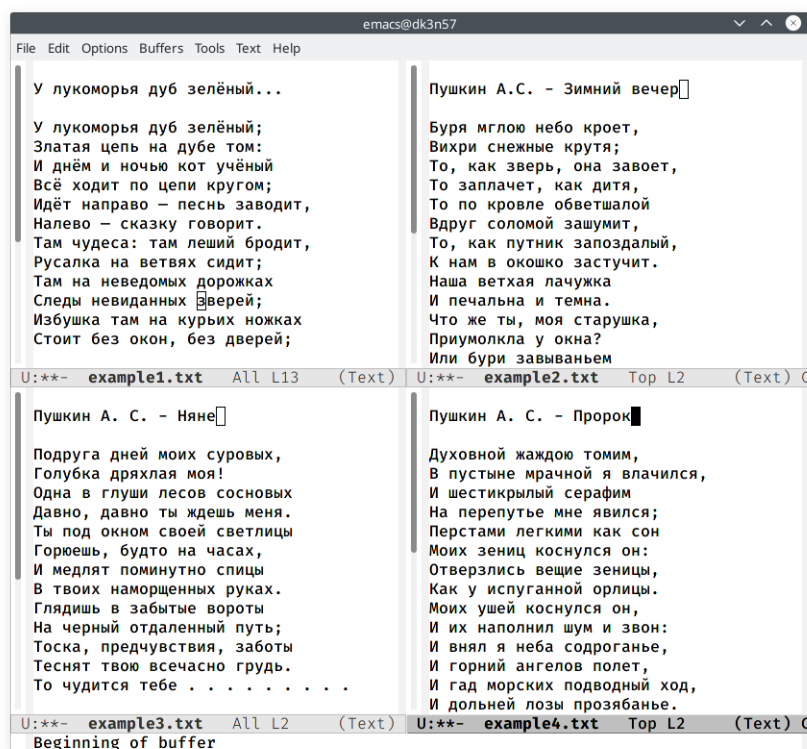 emacs@dk3n57
File Edit Options Buffers Tools Text Help
У лукоморья дуб зелёный...
У лукоморья дуб зелёный;
Златая цепь на дубе том:
И днём и ночью кот учёный
Всё ходит по цепи кругом;
Идёт направо — песнь заводит,
Налево — сказку говорит.
Там чудеса: там леший бродит,
Русалка на ветвях сидит;
Там на неведомых дорожках
Следы невиданных зверей;
Избушка там на курьих ножках
Стоит без окон, без дверей;
U:**-  example1.txt   All L13    (Text)
Пушкин А.С. - Зимний вечер
Буря мглою небо кроет,
Вихри снежные крутя;
То, как зверь, она завоет,
То заплачет, как дитя,
То по кровле обветшалой
Вдруг соломой зашумит,
То, как путник запоздалый,
К нам в окошко застучит.
Наша ветхая лачужка
И печальна и темна.
Что же ты, моя старушка,
Приумолкла у окна?
Или бури завываньем
U:**-  example2.txt   Top L2     (Text)
Пушкин А. С. - Няне
Подруга дней моих суровых,
Голубка дряхлая моя!
Одна в глуши лесов сосновых
Давно, давно ты ждешь меня.
Ты под окном своей светлицы
Горюешь, будто на часах,
И медлят поминутно спицы
В твоих наморщенных руках.
Глядишь в забытые вороты
На черный отдаленный путь;
Тоска, предчувствия, заботы
Теснят твою всечасно грудь.
То чудится тебе . . . . . . . . .
U:**-  example3.txt   All L2     (Text)
Пушкин А. С. - Пророк
Духовной жаждою томим,
В пустыне мрачной я влачился,
И шестикрылый серафим
На перепутье мне явился;
Перстами легкими как сон
Моих зениц коснулся он:
Отверзлись вещие зеницы,
Как у испуганной орлицы.
Моих ушей коснулся он,
И их наполнил шум и звон:
И внял я неба содроганье,
И горний ангелов полет,
И гад морских подводный ход,
И дольней лозы прозябанье.
U:**-  example4.txt   Top L2     (Text)
Beginning of buffer